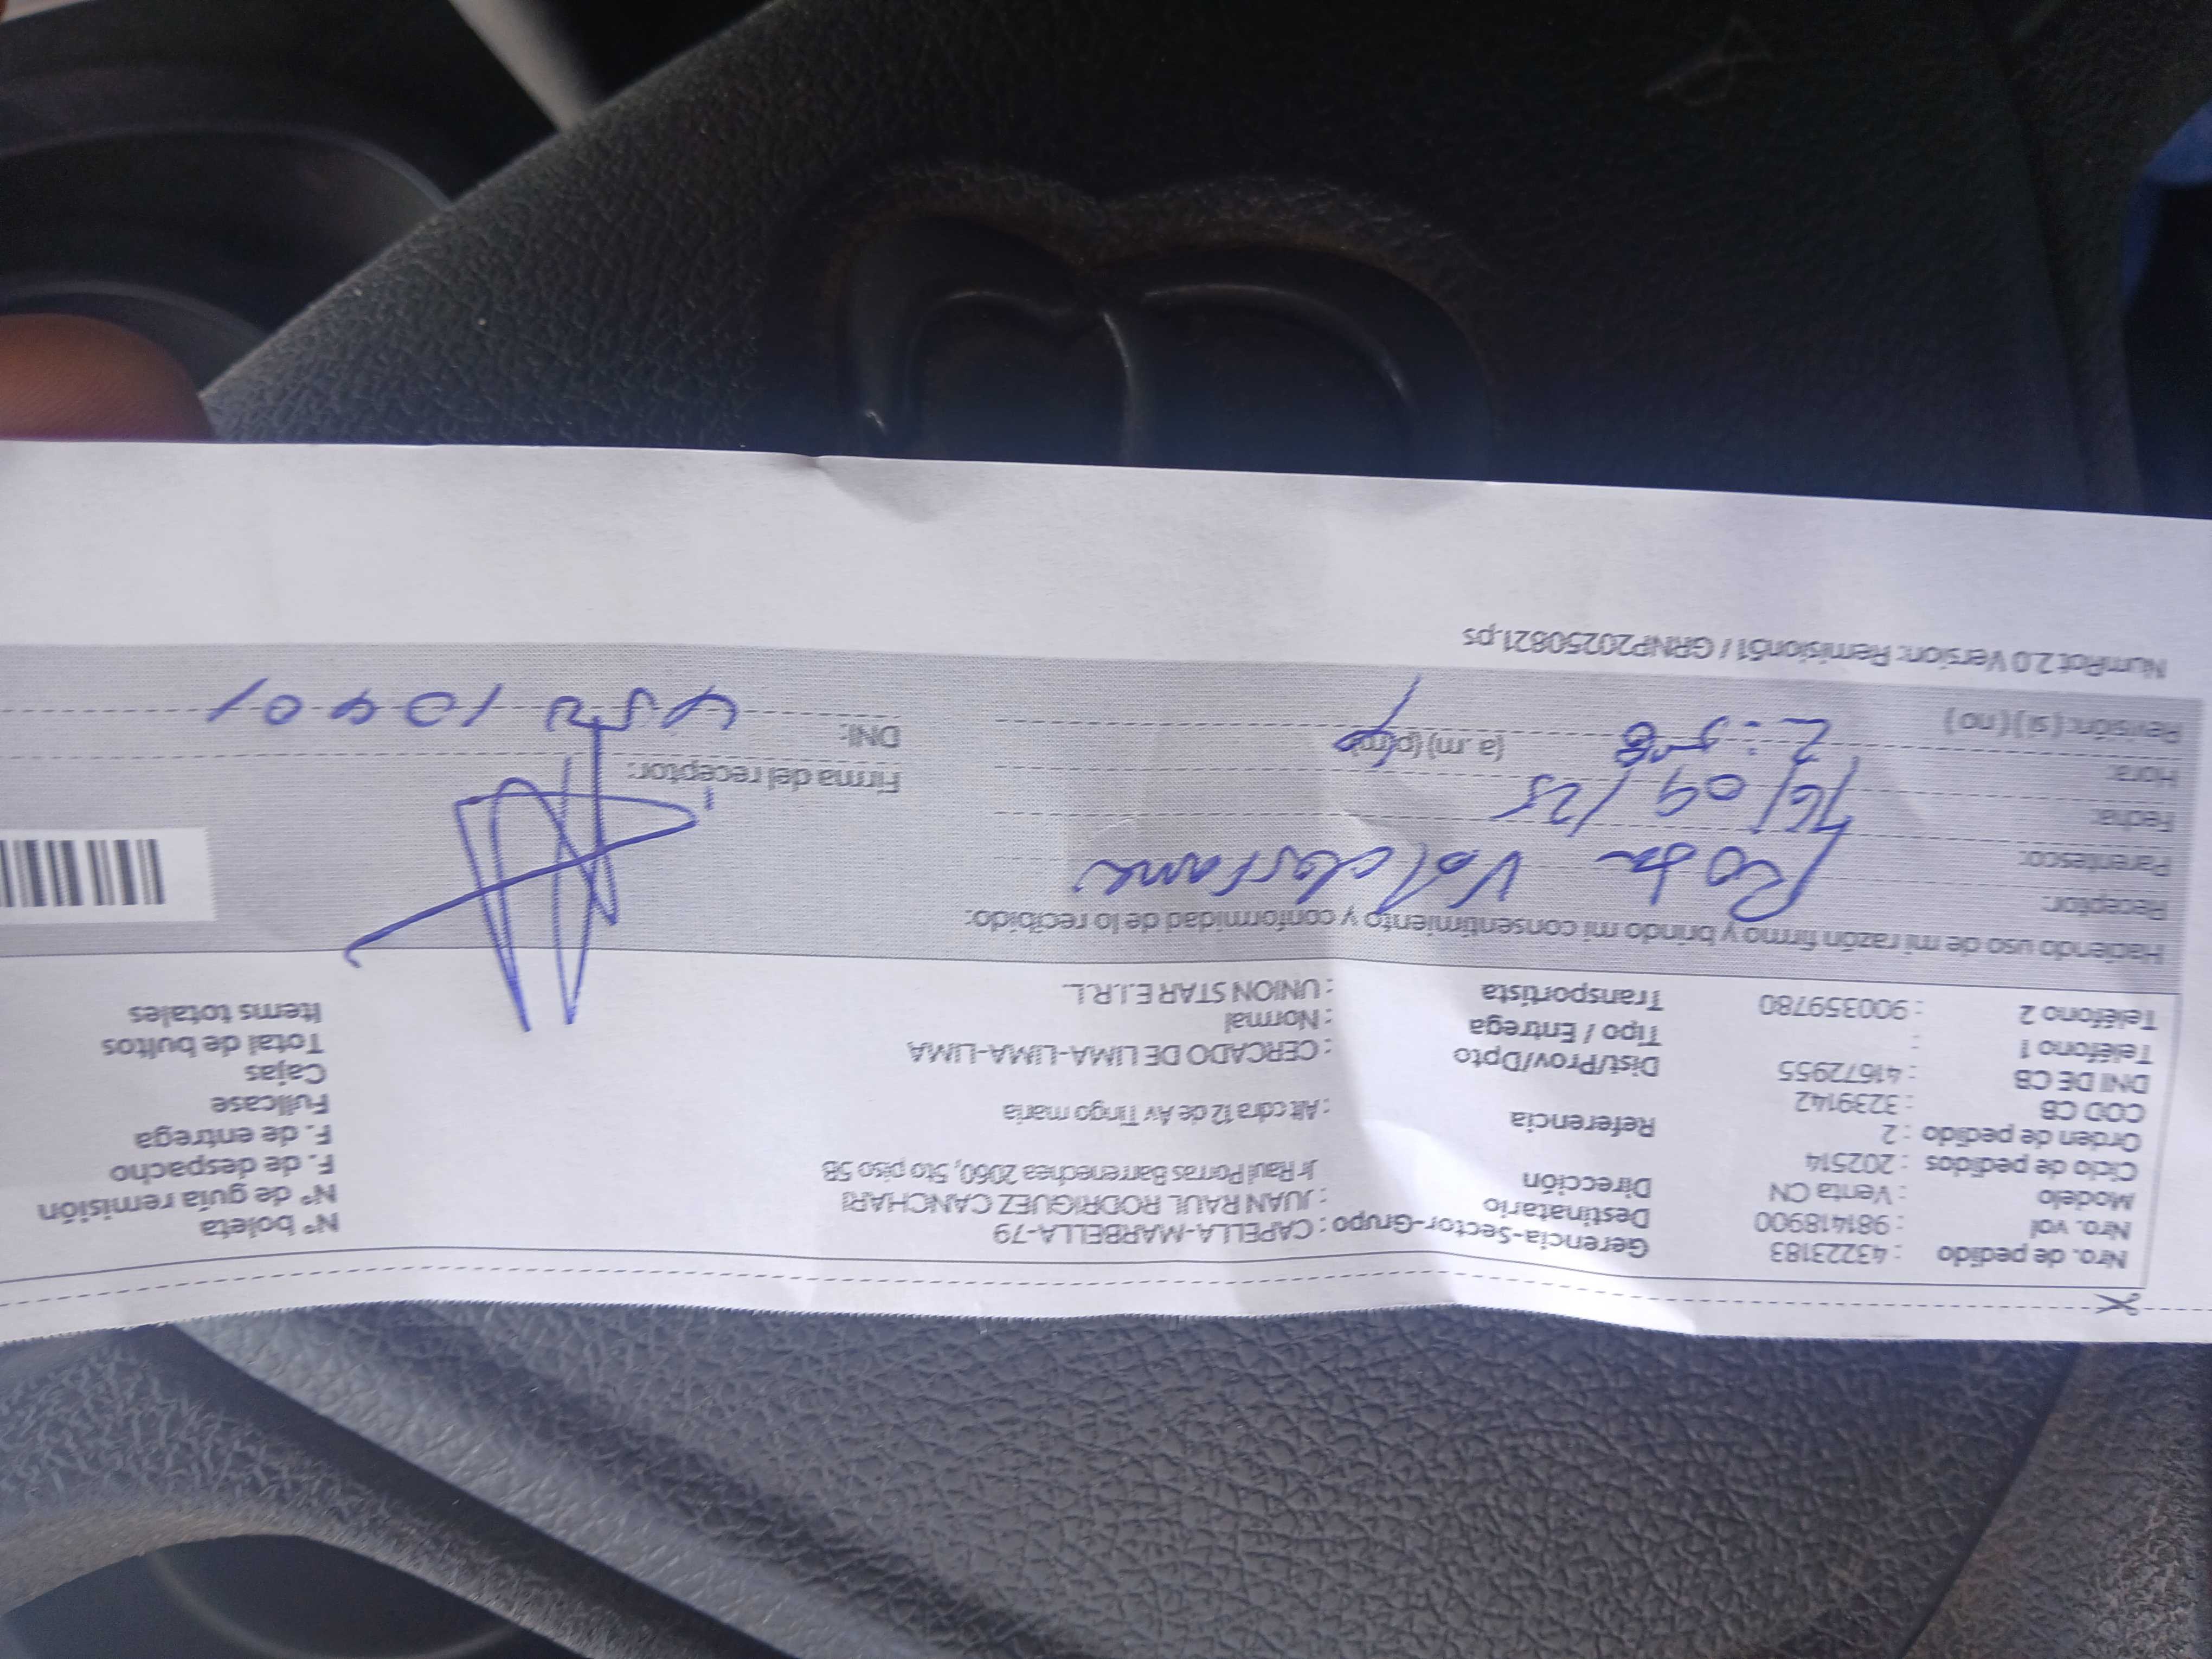 Nro. de pedido : 43223183 Gerencia-Sector-Grupo : CAPELLA-MARBELLA-79 N° boleta
Nro. vol : 981418900 Destinatario : JUAN RAUL RODRIGUEZ CANCHARI N° de guía remisión
Modelo : Venta CN Dirección Jr Raul Porras Barrenechea 2060, 5to piso 5B F. de despacho
Ciclo de pedidos : 202514 F. de entrega
Orden de pedido : 2 Referencia : Alt cdra 12 de Av Tingo maria Fullcase
COD CB : 3239142 Cajas
DNI DE CB : 41672955 Dist/Prov/Dpto : CERCADO DE LIMA-LIMA-LIMA Total de bultos
Teléfono 1 : Tipo / Entrega : Normal Items totales
Teléfono 2 : 900359780 Transportista : UNION STAR E.I.R.L.
Haciendo uso de mi razón firmo y brindo mi consentimiento y conformidad de lo recibido:
Receptor: Rosa
Parentesco:
Fecha: 16/09/25 Firma del receptor:
Hora: (a.m) (p.m) DNI:
Revisión: (si) (no)
NumRot 2.0 Version: Remision61 / GRNP20250821.ps